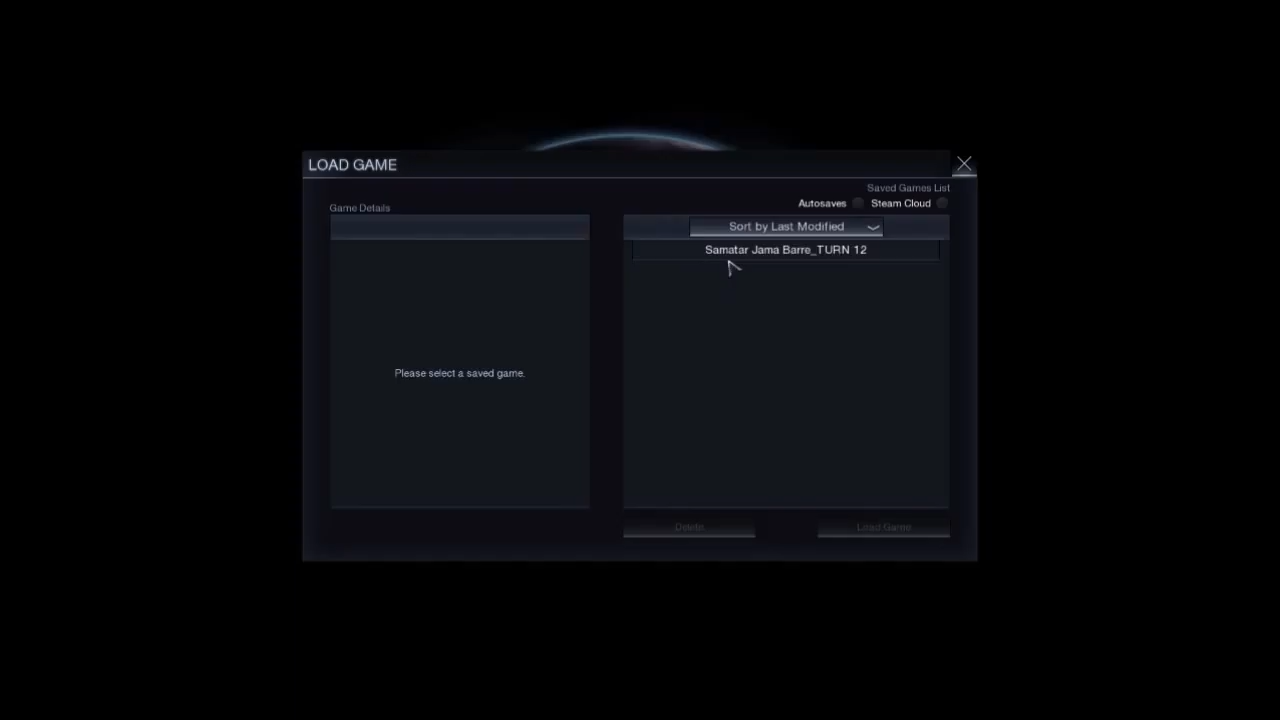 LOAD GAME
Saved Games List
Autosaves
Steam Cloud
Game Details
Sort by Last Modified
Samatar Jama Barre_TURN 12
Please select a saved game.
Delete
Load Game